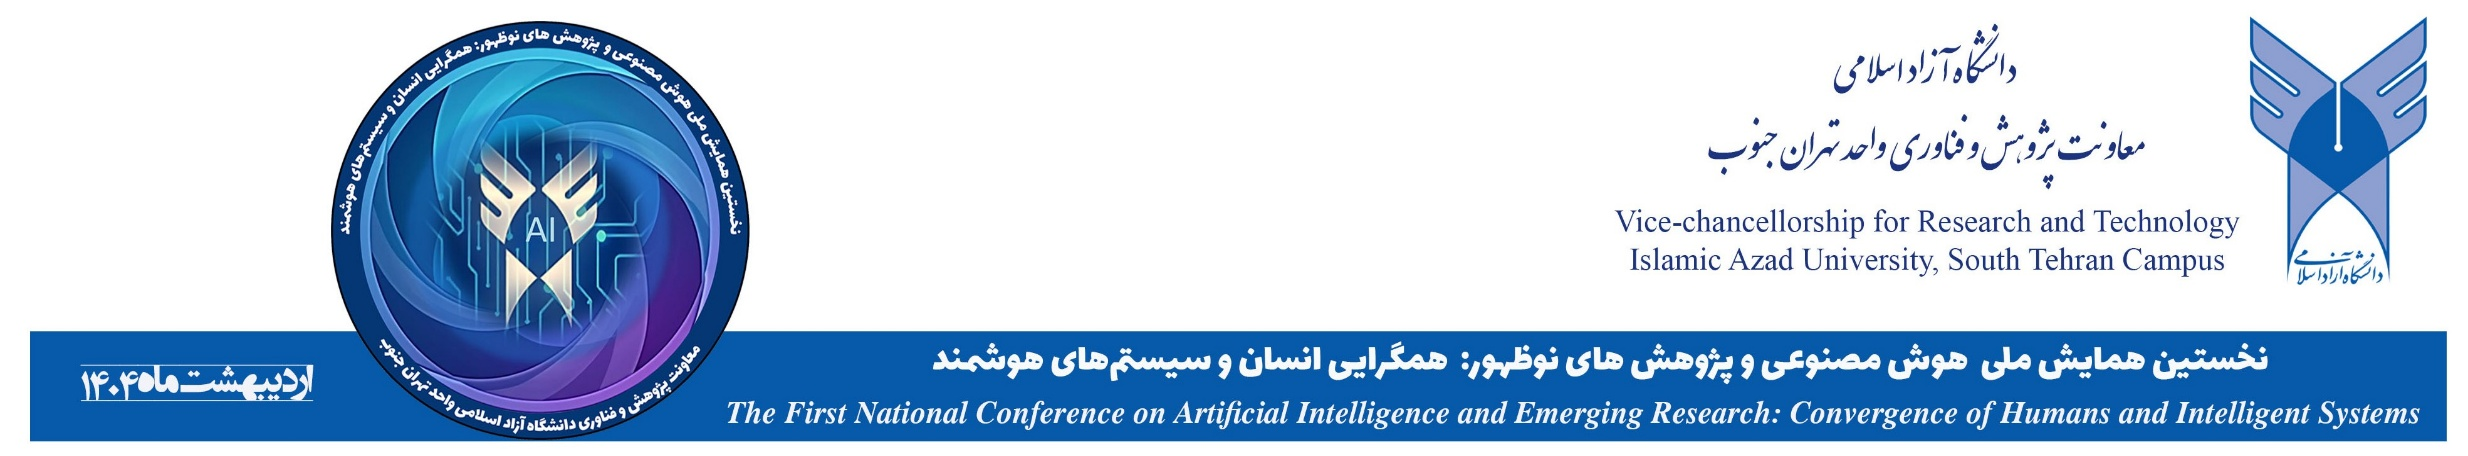 دانشگاه آزاد اسلامی
معاونت پژوهش و فناوری واحد تهران جنوب
Vice-chancellorship for Research and Technology
Islamic Azad University, South Tehran Campus
دانشگاه آزاد اسلامی
نخستین همایش ملی هوش مصنوعی و پژوهش های نوظهور: همگرایی انسان و سیستم‌های هوشمند
AI
معاونت پژوهش و فناوری دانشگاه آزاد اسلامی واحد تهران جنوب
نخستین همایش ملی هوش مصنوعی و پژوهش های نوظهور: همگرایی انسان و سیستم‌های هوشمند
The First National Conference on Artificial Intelligence and Emerging Research: Convergence of Humans and Intelligent Systems
اردیبهشت ماه ۱۴۰۴